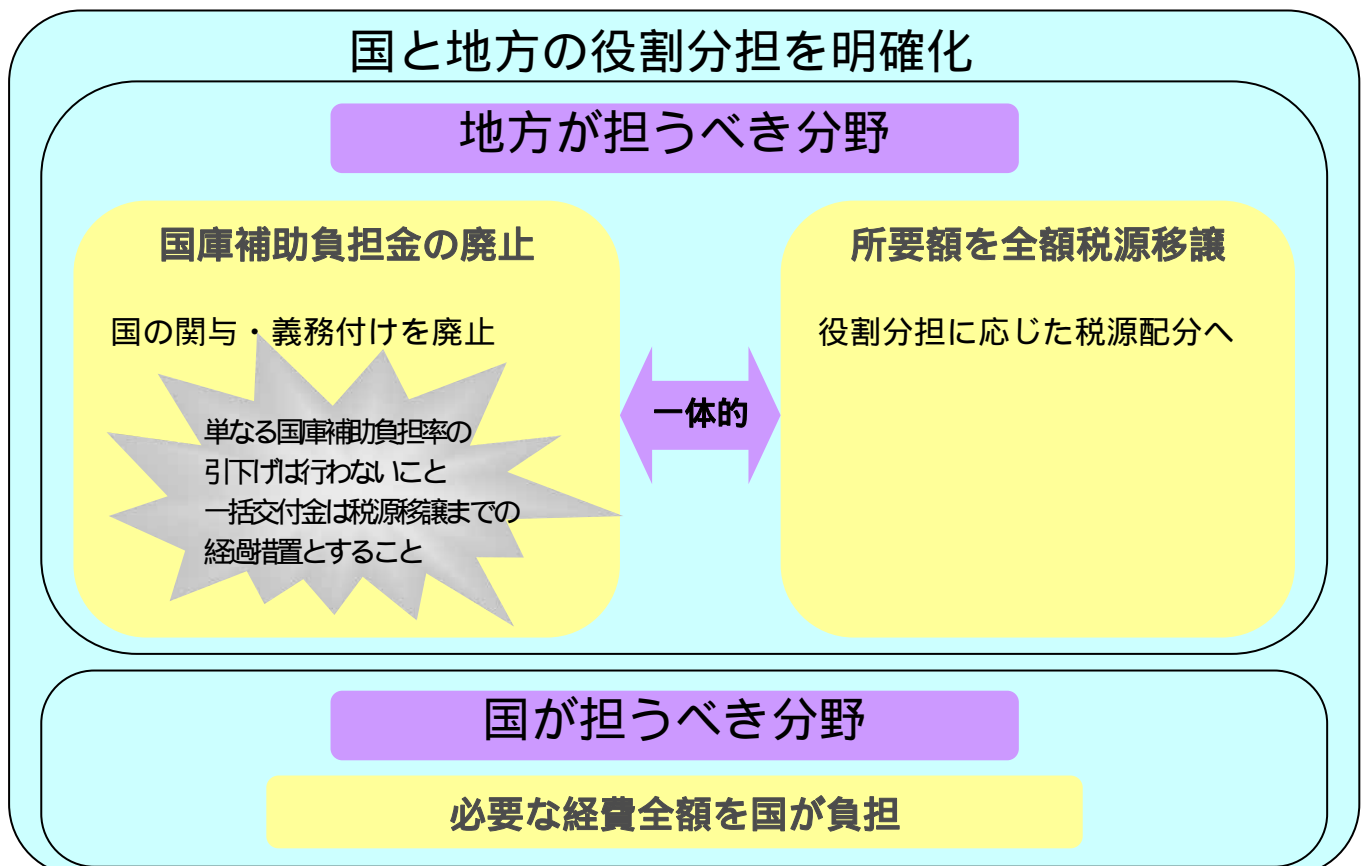 国と地方の役割分担を明確化
地方が担うべき分野
国庫補助負担金の廃止
国の関与・義務付けを廃止
単なる国庫補助負担率の
引下げは行わないこと
一括交付金は税源移譲までの
経過措置とすること
一体的
所要額を全額税源移譲
役割分担に応じた税源配分へ
国が担うべき分野
必要な経費全額を国が負担